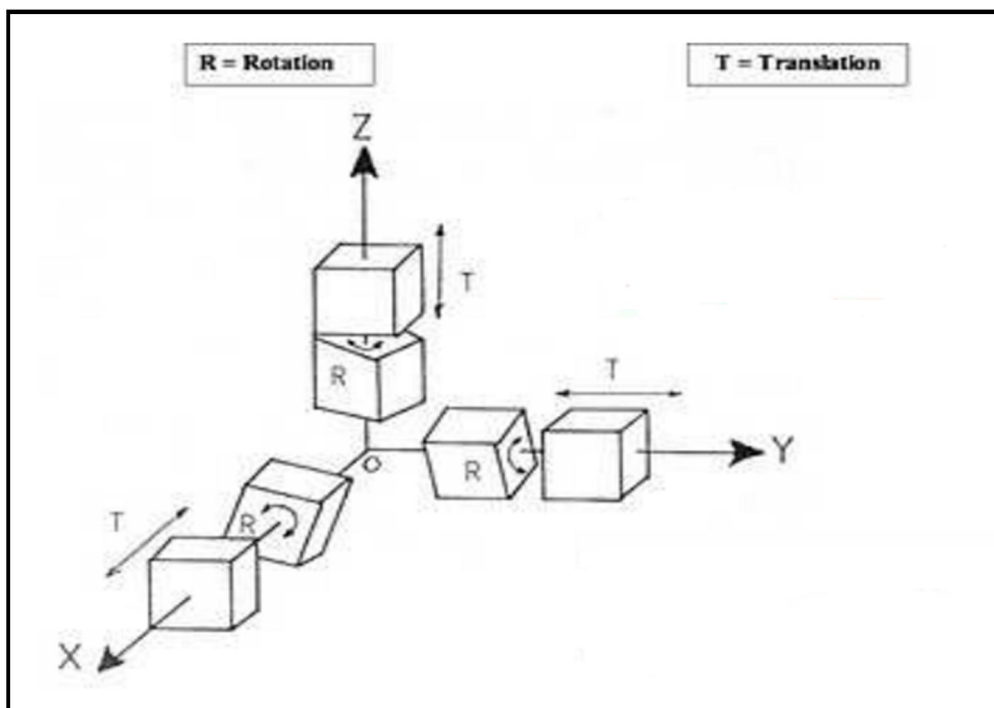 R = Rotation
T = Translation
Z
T
R
T
Y
R
O
T
R
X